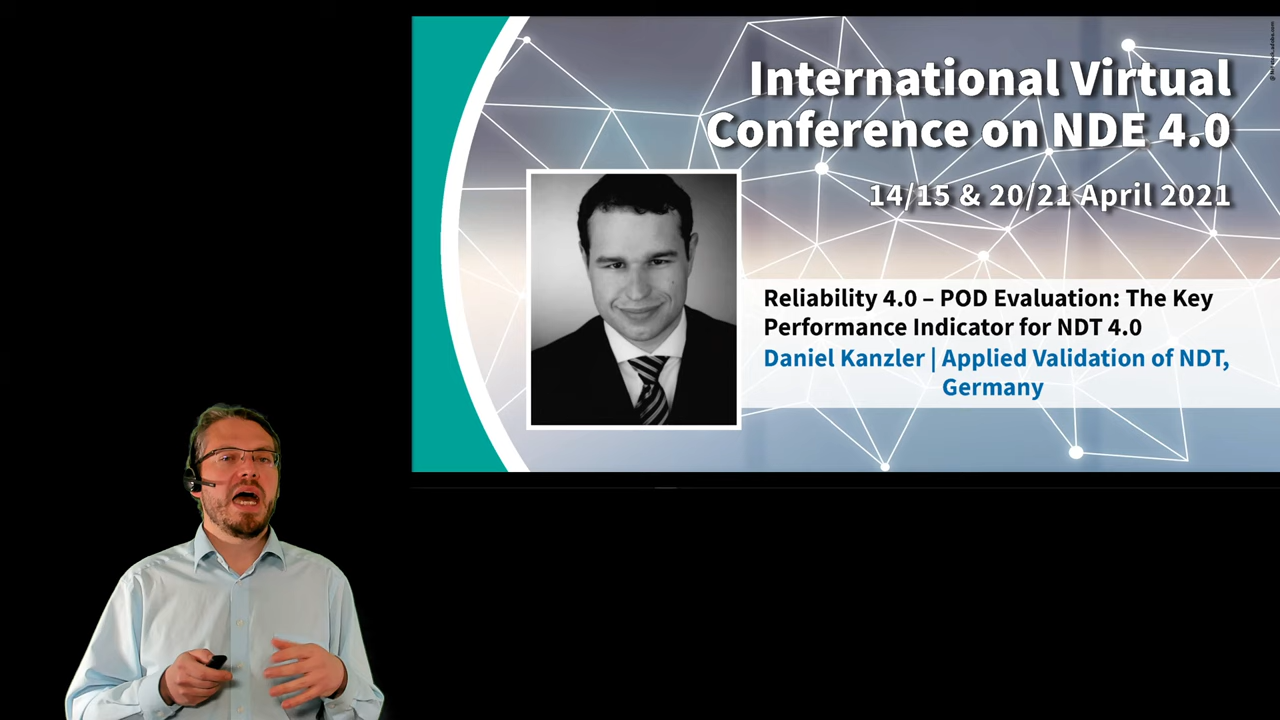 International Virtual
Conference on NDE 4.0
14/15 & 20/21 April 2021
Reliability 4.0 – POD Evaluation: The Key
Performance Indicator for NDT 4.0
Daniel Kanzler | Applied Validation of NDT,
Germany